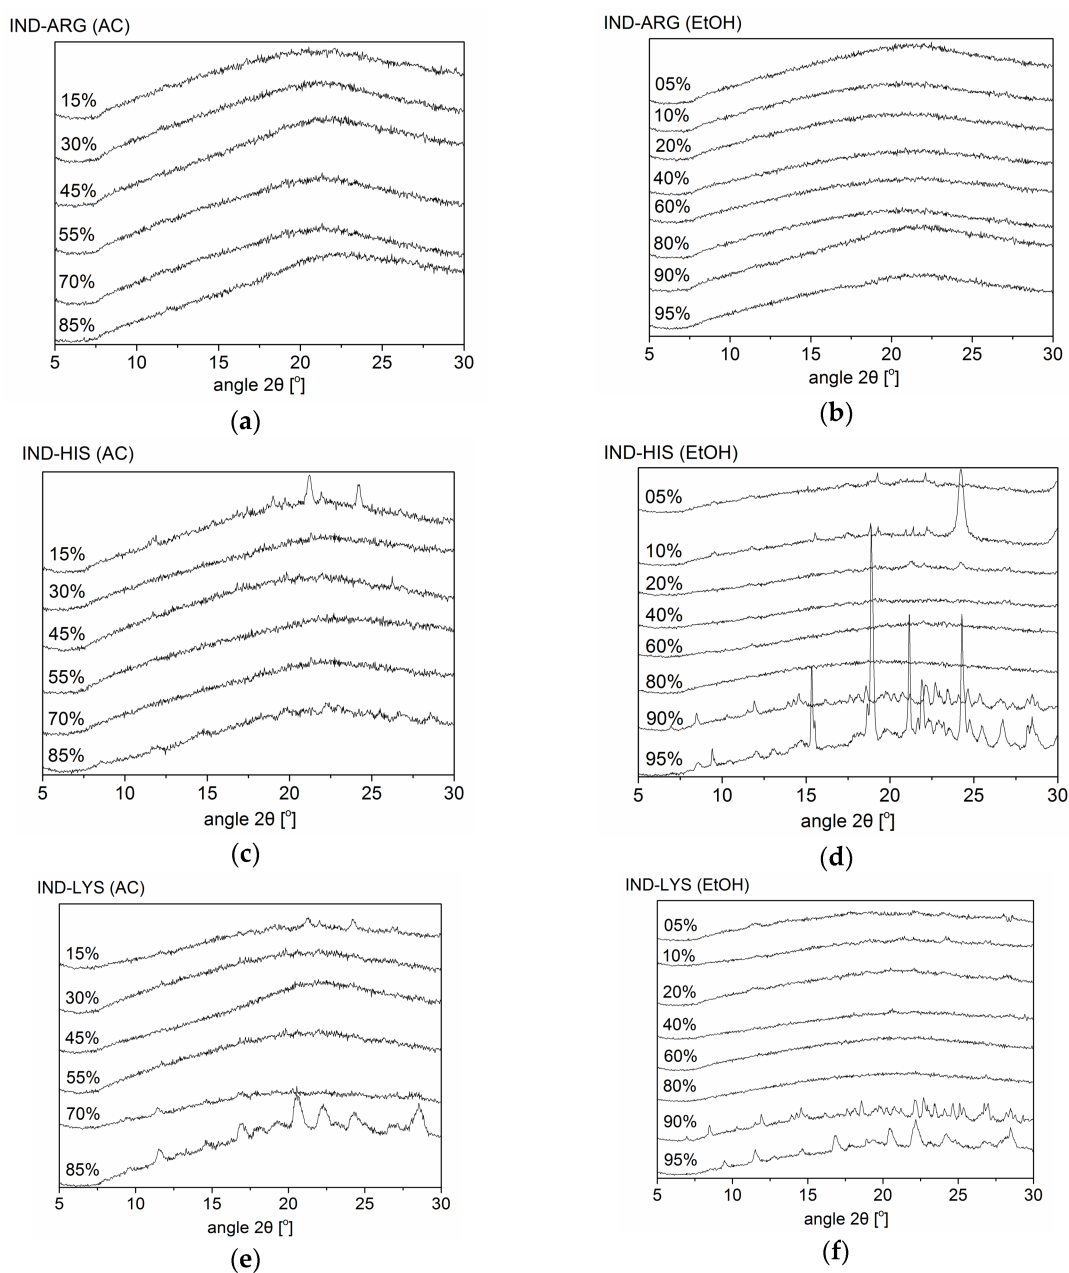 IND-ARG (AC)
15%
30%
45%
55%
70%
85%
5 10 15 20 25 30
angle 2θ [o]
(a)
IND-ARG (EtOH)
05%
10%
20%
40%
60%
80%
90%
95%
5 10 15 20 25 30
angle 2θ [o]
(b)
IND-HIS (AC)
15%
30%
45%
55%
70%
85%
5 10 15 20 25 30
angle 2θ [o]
(c)
IND-HIS (EtOH)
05%
10%
20%
40%
60%
80%
90%
95%
5 10 15 20 25 30
angle 2θ [o]
(d)
IND-LYS (AC)
15%
30%
45%
55%
70%
85%
5 10 15 20 25 30
angle 2θ [o]
(e)
IND-LYS (EtOH)
05%
10%
20%
40%
60%
80%
90%
95%
5 10 15 20 25 30
angle 2θ [o]
(f)